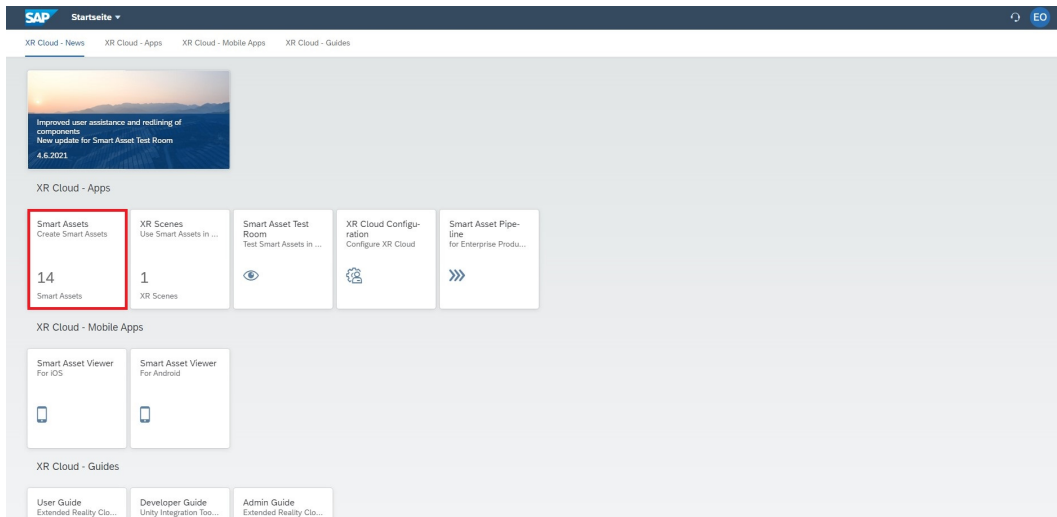 SAP Startseite EO
XR Cloud - News XR Cloud - Apps XR Cloud - Mobile Apps XR Cloud - Guides
Improved user assistance and redlining of
components
New update for Smart Asset Test Room
4.6.2021
XR Cloud - Apps
Smart Assets
Create Smart Assets
14
Smart Assets
XR Scenes
Use Smart Assets in ...
1
XR Scenes
Smart Asset Test
Room
Test Smart Assets in ...
XR Cloud Configu-
ration
Configure XR Cloud
Smart Asset Pipe-
line
for Enterprise Produ...
XR Cloud - Mobile Apps
Smart Asset Viewer
For iOS
Smart Asset Viewer
For Android
XR Cloud - Guides
User Guide
Extended Reality Clo...
Developer Guide
Unity Integration Too...
Admin Guide
Extended Reality Clo...